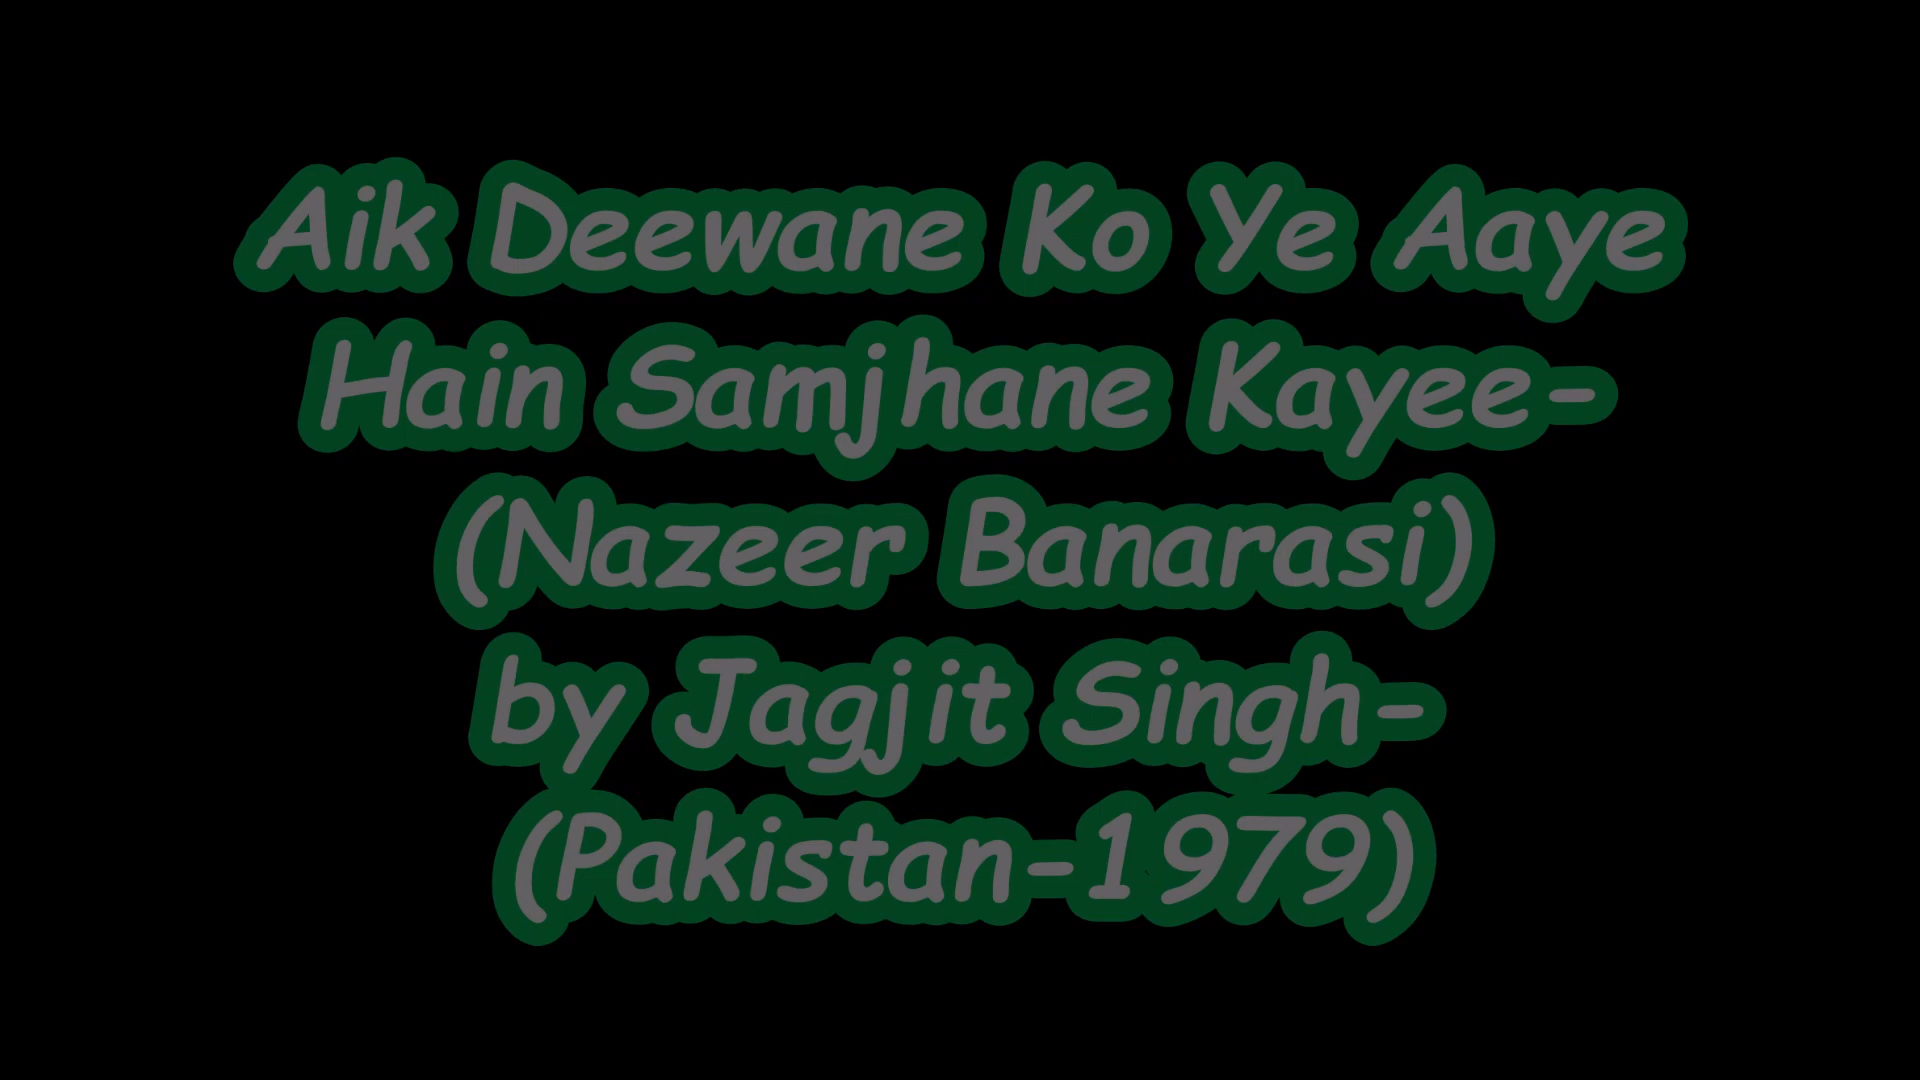 Aik Deewane Ko Ye Aaye
Hain Samjhane Kayee-
(Nazeer Banarasi)
by Jagjit Singh-
(Pakistan-1979)